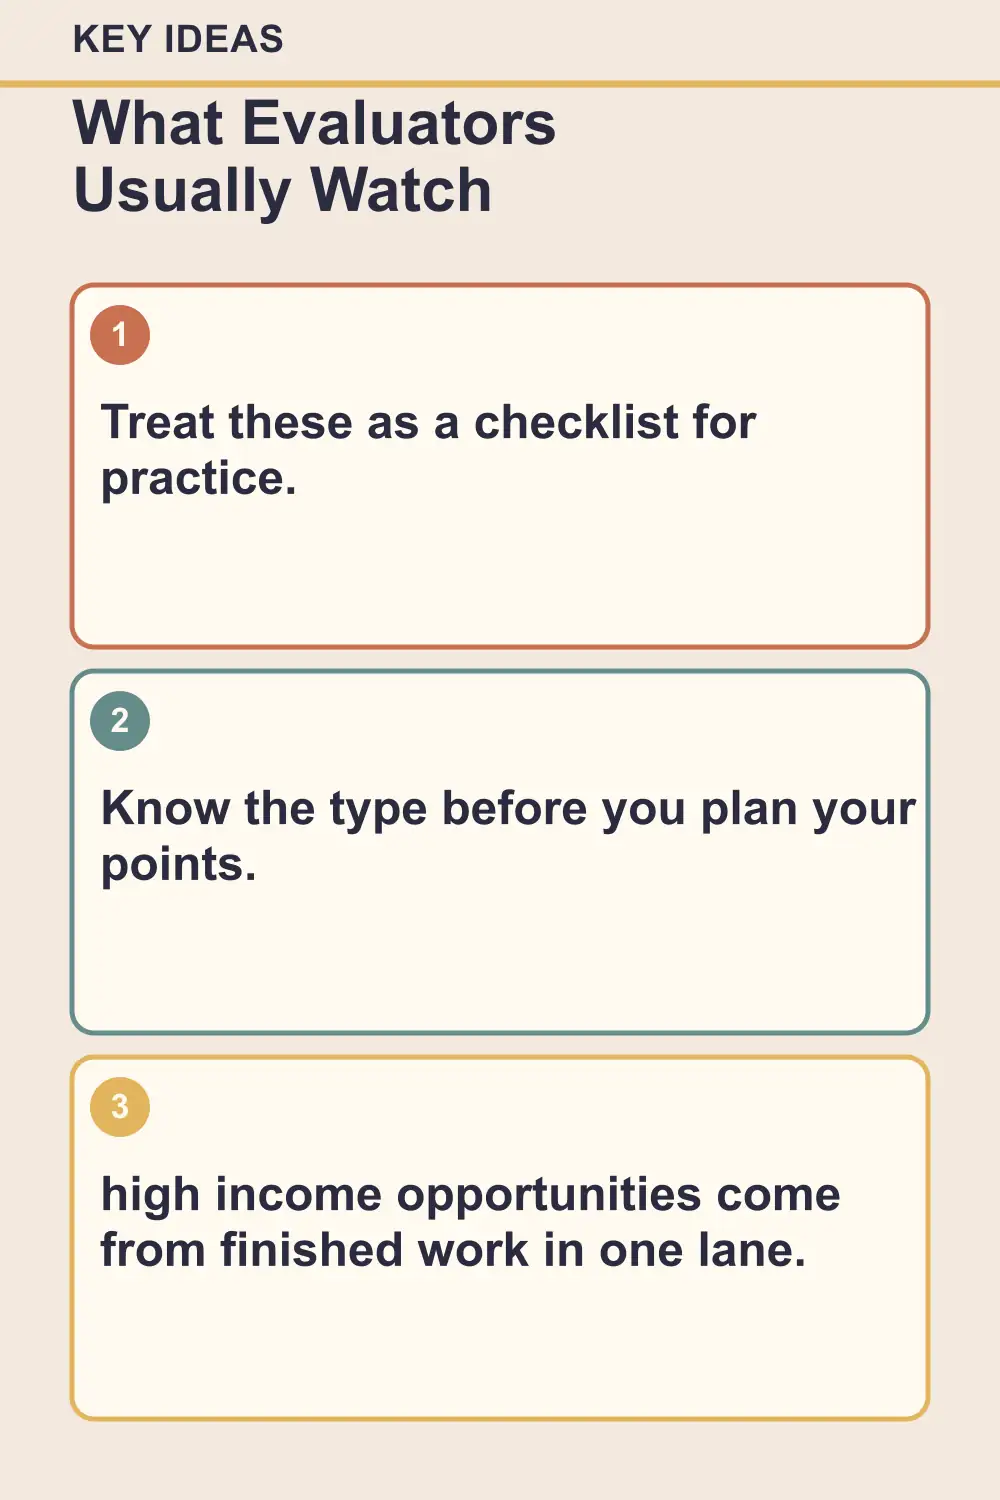 KEY IDEAS
What Evaluators
Usually Watch
1
Treat these as a checklist for
practice.
2
Know the type before you plan your
points.
3
high income opportunities come
from finished work in one lane.